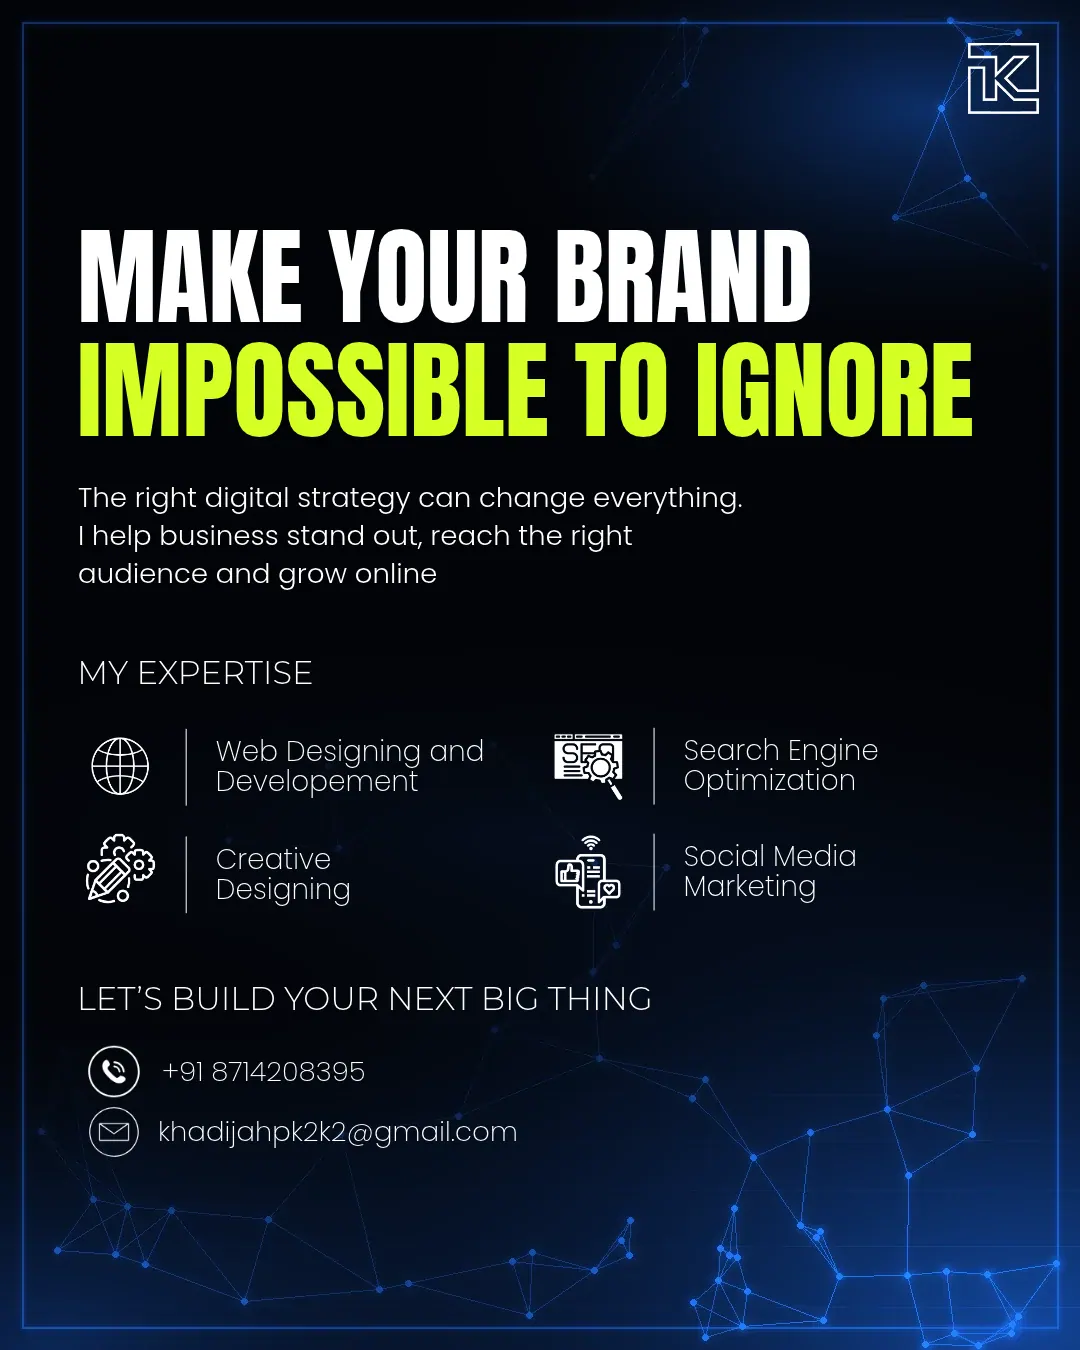 K
MAKE YOUR BRAND
IMPOSSIBLE TO IGNORE
The right digital strategy can change everything.
I help business stand out, reach the right
audience and grow online
MY EXPERTISE
Web Designing and
Developement
SEO
Search Engine
Optimization
Creative
Designing
Social Media
Marketing
LET'S BUILD YOUR NEXT BIG THING
+91 8714208395
khadijahpk2k2@gmail.com